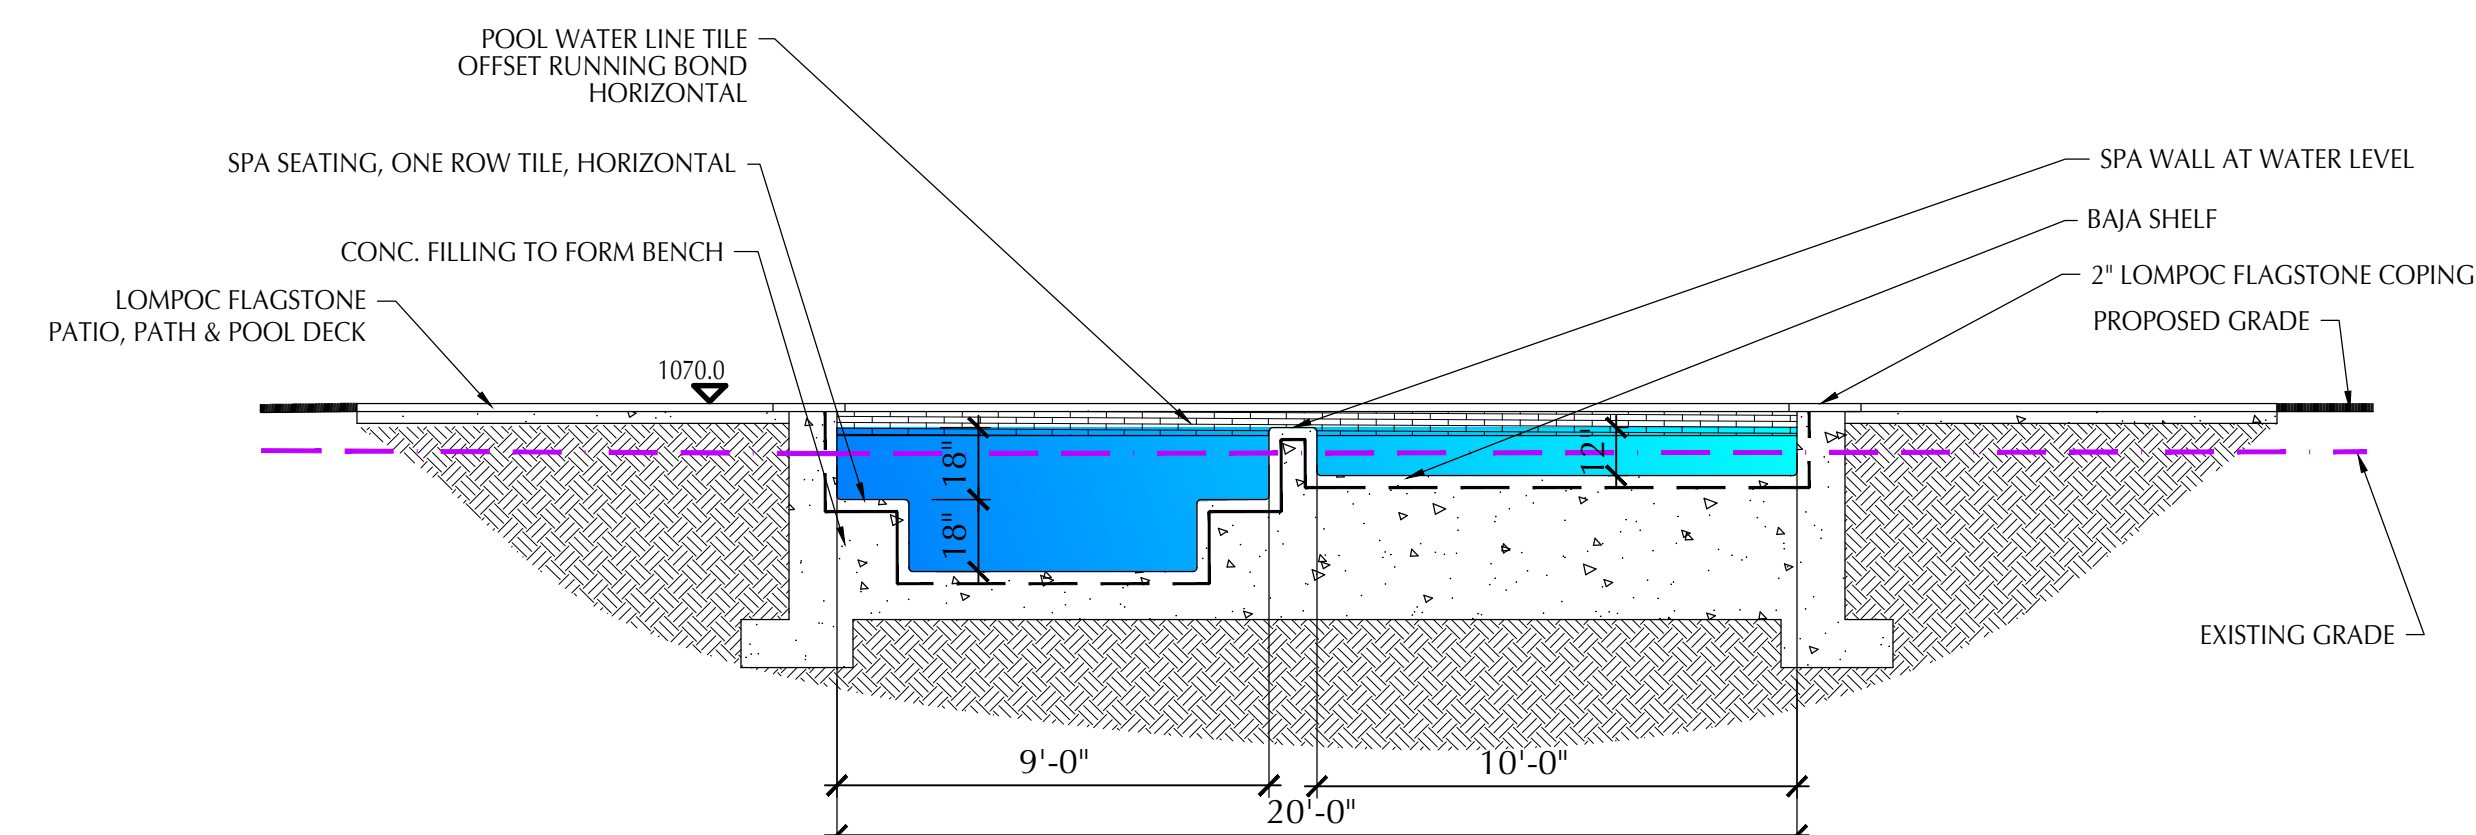 POOL WATER LINE TILE
OFFSET RUNNING BOND
HORIZONTAL
SPA SEATING, ONE ROW TILE, HORIZONTAL
CONC. FILLING TO FORM BENCH
LOMPOC FLAGSTONE
PATIO, PATH & POOL DECK
1070.0
SPA WALL AT WATER LEVEL
BAJA SHELF
2" LOMPOC FLAGSTONE COPING
PROPOSED GRADE
18"
18"
12"
EXISTING GRADE
9'-0"
10'-0"
20'-0"